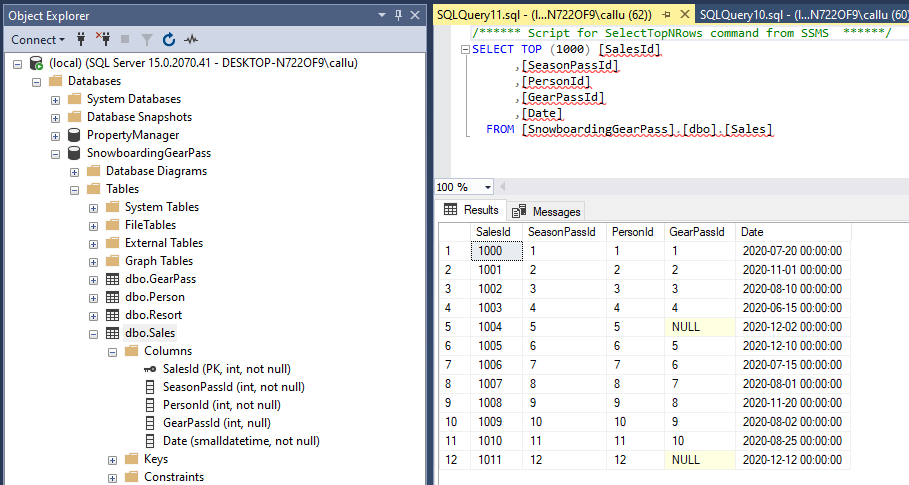 Object Explorer
Connect
(local) (SQL Server 15.0.2070.41 - DESKTOP-N722OF9\callu)
Databases
System Databases
Database Snapshots
PropertyManager
SnowboardingGearPass
Database Diagrams
Tables
System Tables
FileTables
External Tables
Graph Tables
dbo.GearPass
dbo.Person
dbo.Resort
dbo.Sales
Columns
SalesId (PK, int, not null)
SeasonPassId (int, not null)
PersonId (int, not null)
GearPassId (int, not null)
Date (smalldatetime, not null)
Keys
Constraints
SQLQuery11.sql - (l...N722OF9\callu (62))
SQLQuery10.sql - (l...N722OF9\callu (60)
/****** Script for SelectTopNRows command from SSMS ******/
SELECT TOP (1000) [SalesId]
,[SeasonPassId]
,[PersonId]
,[GearPassId]
,[Date]
FROM [SnowboardingGearPass].[dbo].[Sales]
100 %
Results Messages
SalesId SeasonPassId PersonId GearPassId Date
1 1000 1 1 1 2020-07-20 00:00:00
2 1001 2 2 2 2020-11-01 00:00:00
3 1002 3 3 3 2020-08-10 00:00:00
4 1003 4 4 4 2020-06-15 00:00:00
5 1004 5 5 NULL 2020-12-02 00:00:00
6 1005 6 6 5 2020-12-10 00:00:00
7 1006 7 7 6 2020-07-15 00:00:00
8 1007 8 8 7 2020-08-01 00:00:00
9 1008 9 9 8 2020-11-20 00:00:00
10 1009 10 10 9 2020-08-02 00:00:00
11 1010 11 11 10 2020-08-25 00:00:00
12 1011 12 12 NULL 2020-12-12 00:00:00